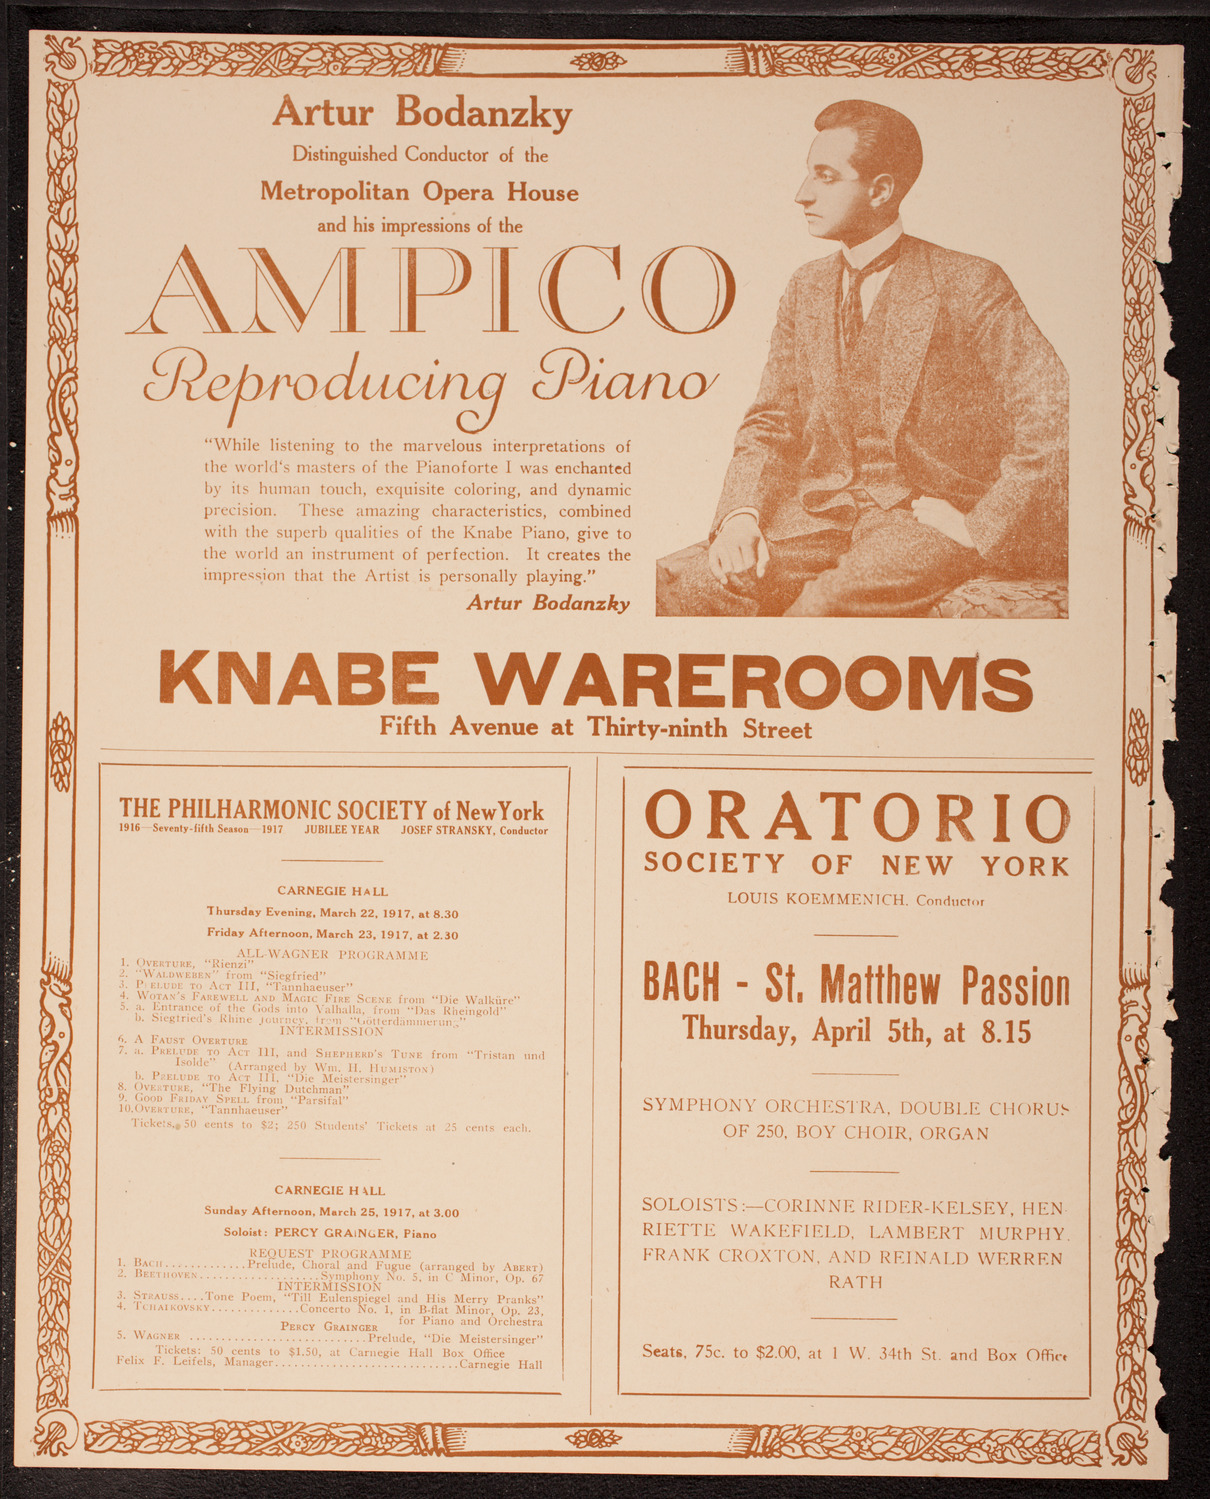 Artur Bodanzky
Distinguished Conductor of the
Metropolitan Opera House
and his impressions of the
AMPICO
Reproducing Piano
"While listening to the marvelous interpretations of
the world's masters of the Pianoforte I was enchanted
by its human touch, exquisite coloring, and dynamic
precision. These amazing characteristics, combined
with the superb qualities of the Knabe Piano, give to
the world an instrument of perfection. It creates the
impression that the Artist is personally playing."
Artur Bodanzky
KNABE WAREROOMS
Fifth Avenue at Thirty-ninth Street
THE PHILHARMONIC SOCIETY of New York
1916—Seventy-fifth Season—1917 JUBILEE YEAR JOSEF STRANSKY, Conductor
CARNEGIE HALL
Thursday Evening, March 22, 1917, at 8.30
Friday Afternoon, March 23, 1917, at 2.30
ALL-WAGNER PROGRAMME
1. OVERTURE, "Rienzi"
2. "WALDWEBEN" from "Siegfried"
3. PRELUDE TO ACT III, "Tannhaeuser"
4. WOTAN'S FAREWELL AND MAGIC FIRE SCENE from "Die Walküre"
5. a. Entrance of the Gods into Valhalla, from "Das Rheingold"
b. Siegfried's Rhine Journey, from "Götterdämmerung"
INTERMISSION
6. A FAUST OVERTURE
7. a. PRELUDE TO ACT III, and SHEPHERD'S TUNE from "Tristan und
Isolde" (Arranged by Wm. H. HUMISTON)
b. PRELUDE TO ACT III, "Die Meistersinger"
8. OVERTURE, "The Flying Dutchman"
9. GOOD FRIDAY SPELL from "Parsifal"
10. OVERTURE, "Tannhaeuser"
Tickets, 50 cents to $2; 250 Students' Tickets at 25 cents each.
CARNEGIE HALL
Sunday Afternoon, March 25, 1917, at 3.00
Soloist: PERCY GRAINGER, Piano
REQUEST PROGRAMME
1. BACH............Prelude, Choral and Fugue (arranged by ABERT)
2. BEETHOVEN..................Symphony No. 5, in C Minor, Op. 67
INTERMISSION
3. STRAUSS....Tone Poem, "Till Eulenspiegel and His Merry Pranks"
4. TCHAIKOVSKY.............Concerto No. 1, in B-flat Minor, Op. 23,
for Piano and Orchestra
PERCY GRAINGER
5. WAGNER ..........................Prelude, "Die Meistersinger"
Tickets: 50 cents to $1.50, at Carnegie Hall Box Office
Felix F. Leifels, Manager...........................Carnegie Hall
ORATORIO
SOCIETY OF NEW YORK
LOUIS KOEMMENICH, Conductor
BACH - St. Matthew Passion
Thursday, April 5th, at 8.15
SYMPHONY ORCHESTRA, DOUBLE CHORUS
OF 250, BOY CHOIR, ORGAN
SOLOISTS:—CORINNE RIDER-KELSEY, HEN-
RIETTE WAKEFIELD, LAMBERT MURPHY,
FRANK CROXTON, AND REINALD WERREN
RATH
Seats, 75c. to $2.00, at 1 W. 34th St. and Box Office